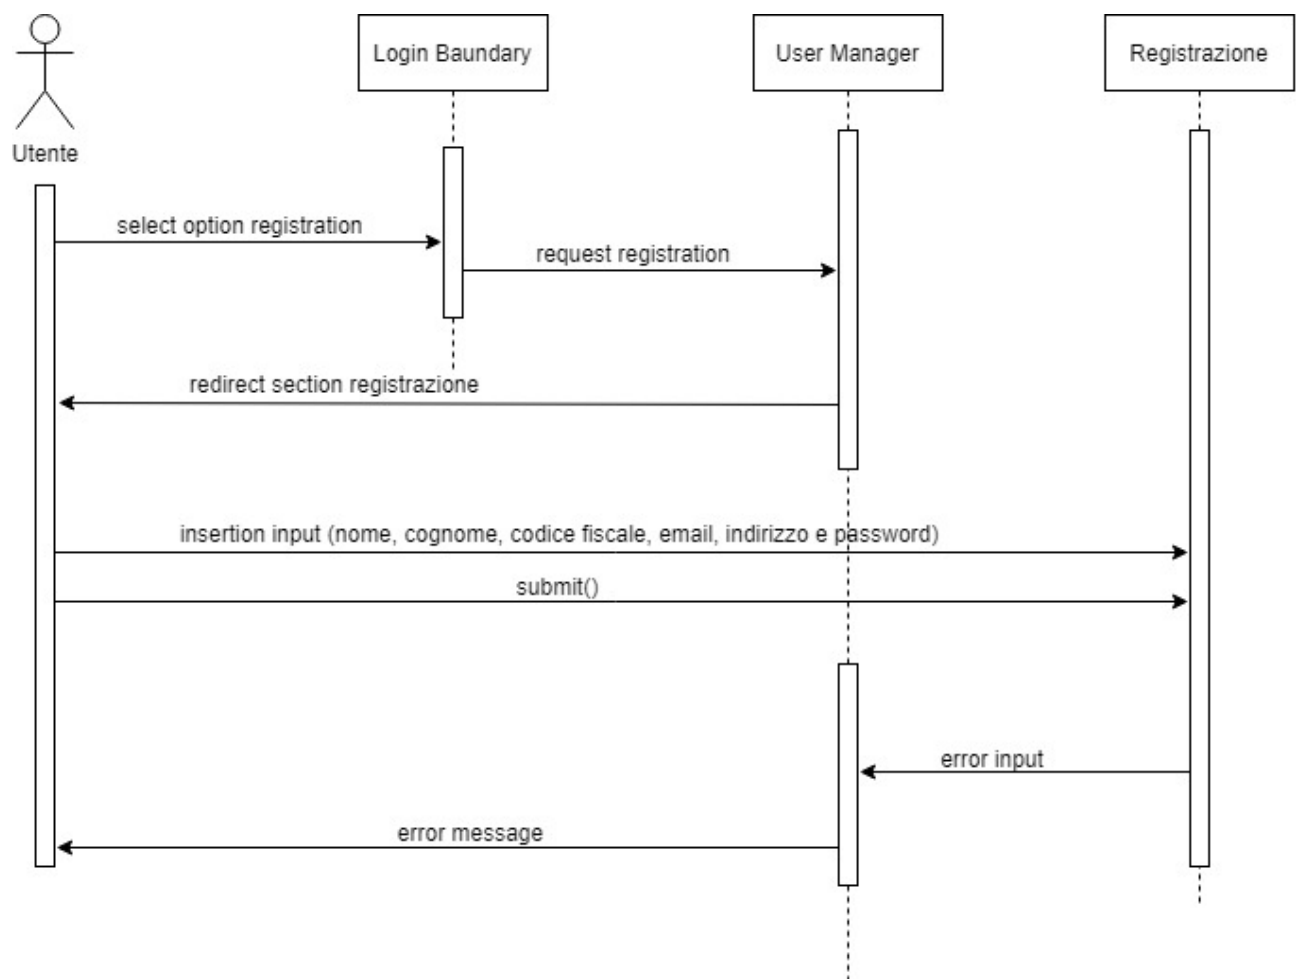 Login Baundary
User Manager
Registrazione
Utente
select option registration
request registration
redirect section registrazione
insertion input (nome, cognome, codice fiscale, email, indirizzo e password)
submit()
error input
error message